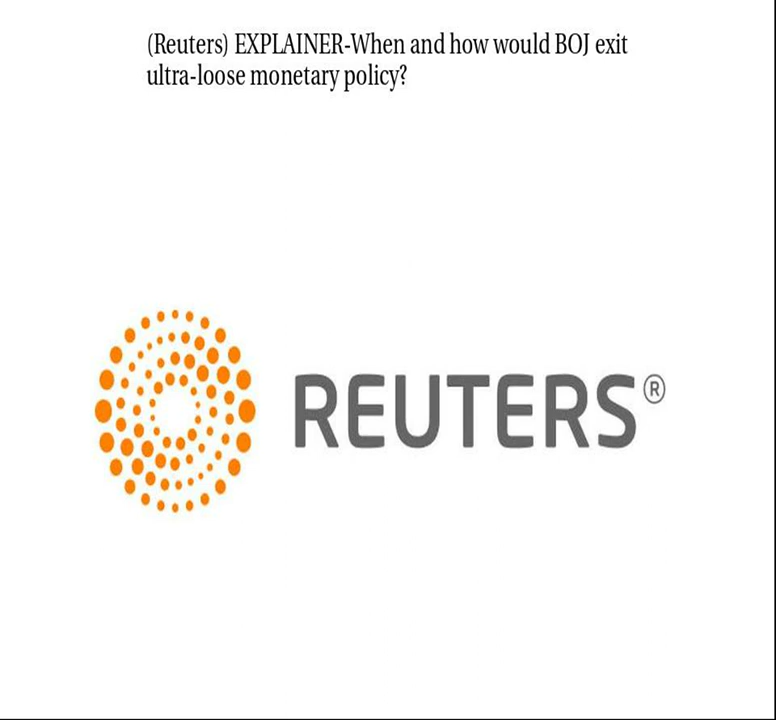 (Reuters) EXPLAINER-When and how would BOJ exit
ultra-loose monetary policy?
REUTERS®